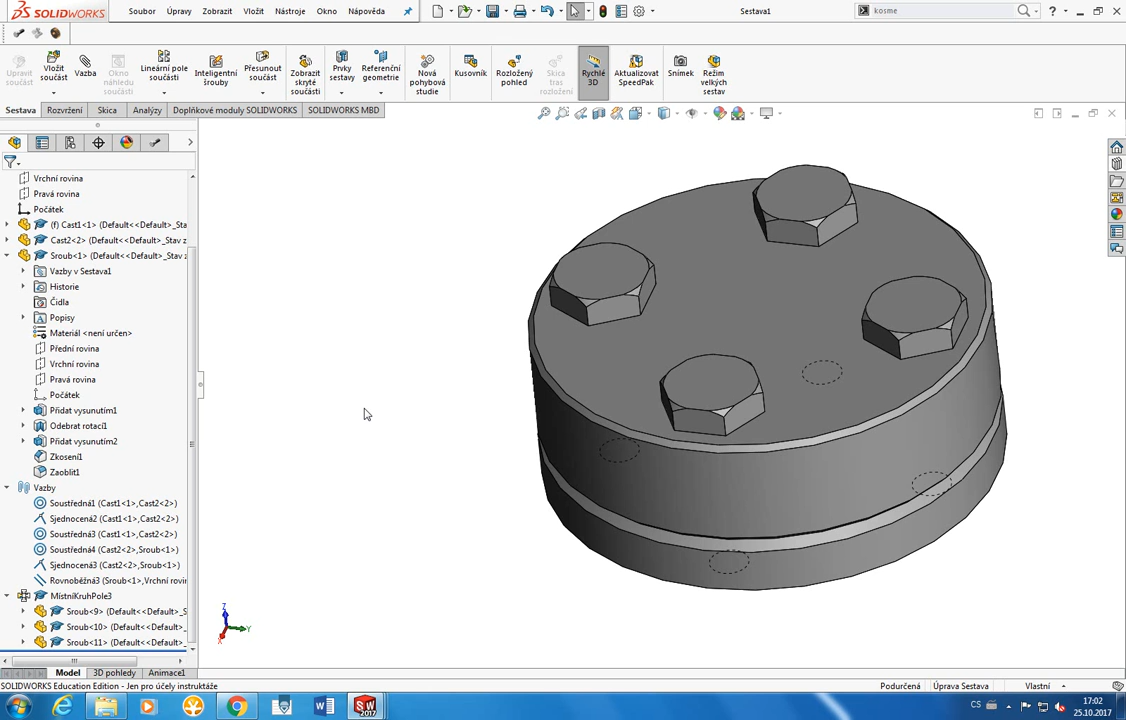 SOLIDWORKS
Soubor Úpravy Zobrazit Vložit Nástroje Okno Nápověda
Sestava1
kosme
Upravit součást
Vložit součást
Vazba
Okno náhledu součásti
Lineární pole součásti
Inteligentní šrouby
Přesunout součást
Zobrazit skryté součásti
Prvky sestavy
Referenční geometrie
Nová pohybová studie
Kusovník
Rozložený pohled
Skica tras rozložení
Rychlé 3D
Aktualizovat SpeedPak
Snímek
Režim velkých sestav
Sestava Rozvržení Skica Analýzy Doplňkové moduly SOLIDWORKS SOLIDWORKS MBD
Vrchní rovina
Pravá rovina
Počátek
(f) Cast1<1> (Default<<Default>_Sta
Cast2<2> (Default<<Default>_Stav z
Sroub<1> (Default<<Default>_Stav z
Vazby v Sestava1
Historie
Čidla
Popisy
Materiál <není určen>
Přední rovina
Vrchní rovina
Pravá rovina
Počátek
Přidat vysunutím1
Odebrat rotací1
Přidat vysunutím2
Zkosení1
Zaoblit1
Vazby
Soustředná1 (Cast1<1>,Cast2<2>)
Sjednocená2 (Cast1<1>,Cast2<2>)
Soustředná3 (Cast1<1>,Cast2<2>)
Soustředná4 (Cast2<2>,Sroub<1>)
Sjednocená3 (Cast2<2>,Sroub<1>)
Rovnoběžná3 (Sroub<1>,Vrchní rovi
MístníKruhPole3
Sroub<9> (Default<<Default>_S
Sroub<10> (Default<<Default>_
Sroub<11> (Default<<Default>_
Z
Y
X
Model 3D pohledy Animace1
SOLIDWORKS Education Edition - Jen pro účely instruktáže
Podurčená Úprava Sestava Vlastní
CS
17:02
25.10.2017